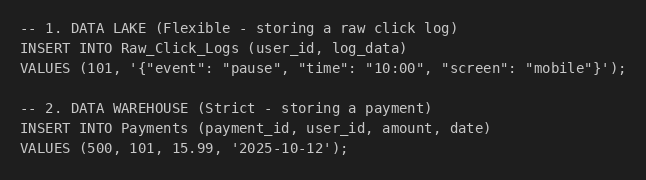 -- 1. DATA LAKE (Flexible - storing a raw click log)
INSERT INTO Raw_Click_Logs (user_id, log_data)
VALUES (101, '{"event": "pause", "time": "10:00", "screen": "mobile"}');
-- 2. DATA WAREHOUSE (Strict - storing a payment)
INSERT INTO Payments (payment_id, user_id, amount, date)
VALUES (500, 101, 15.99, '2025-10-12');